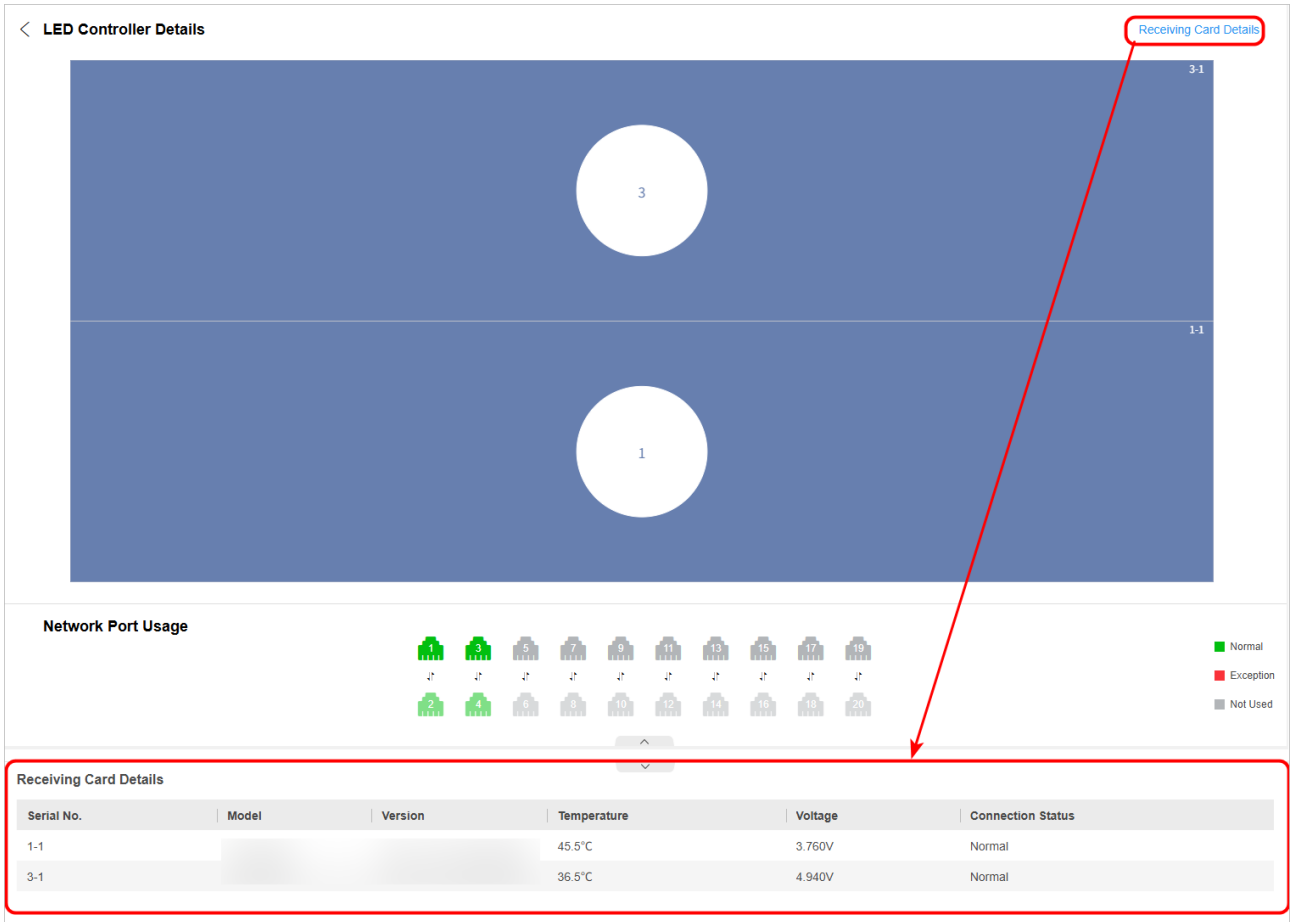 LED Controller Details
Receiving Card Details
3-1
3
1-1
1
Network Port Usage
1 3 5 7 9 11 13 15 17 19
2 4 6 8 10 12 14 16 18 20
Normal
Exception
Not Used
Receiving Card Details
Serial No. Model Version Temperature Voltage Connection Status
1-1 45.5°C 3.760V Normal
3-1 36.5°C 4.940V Normal